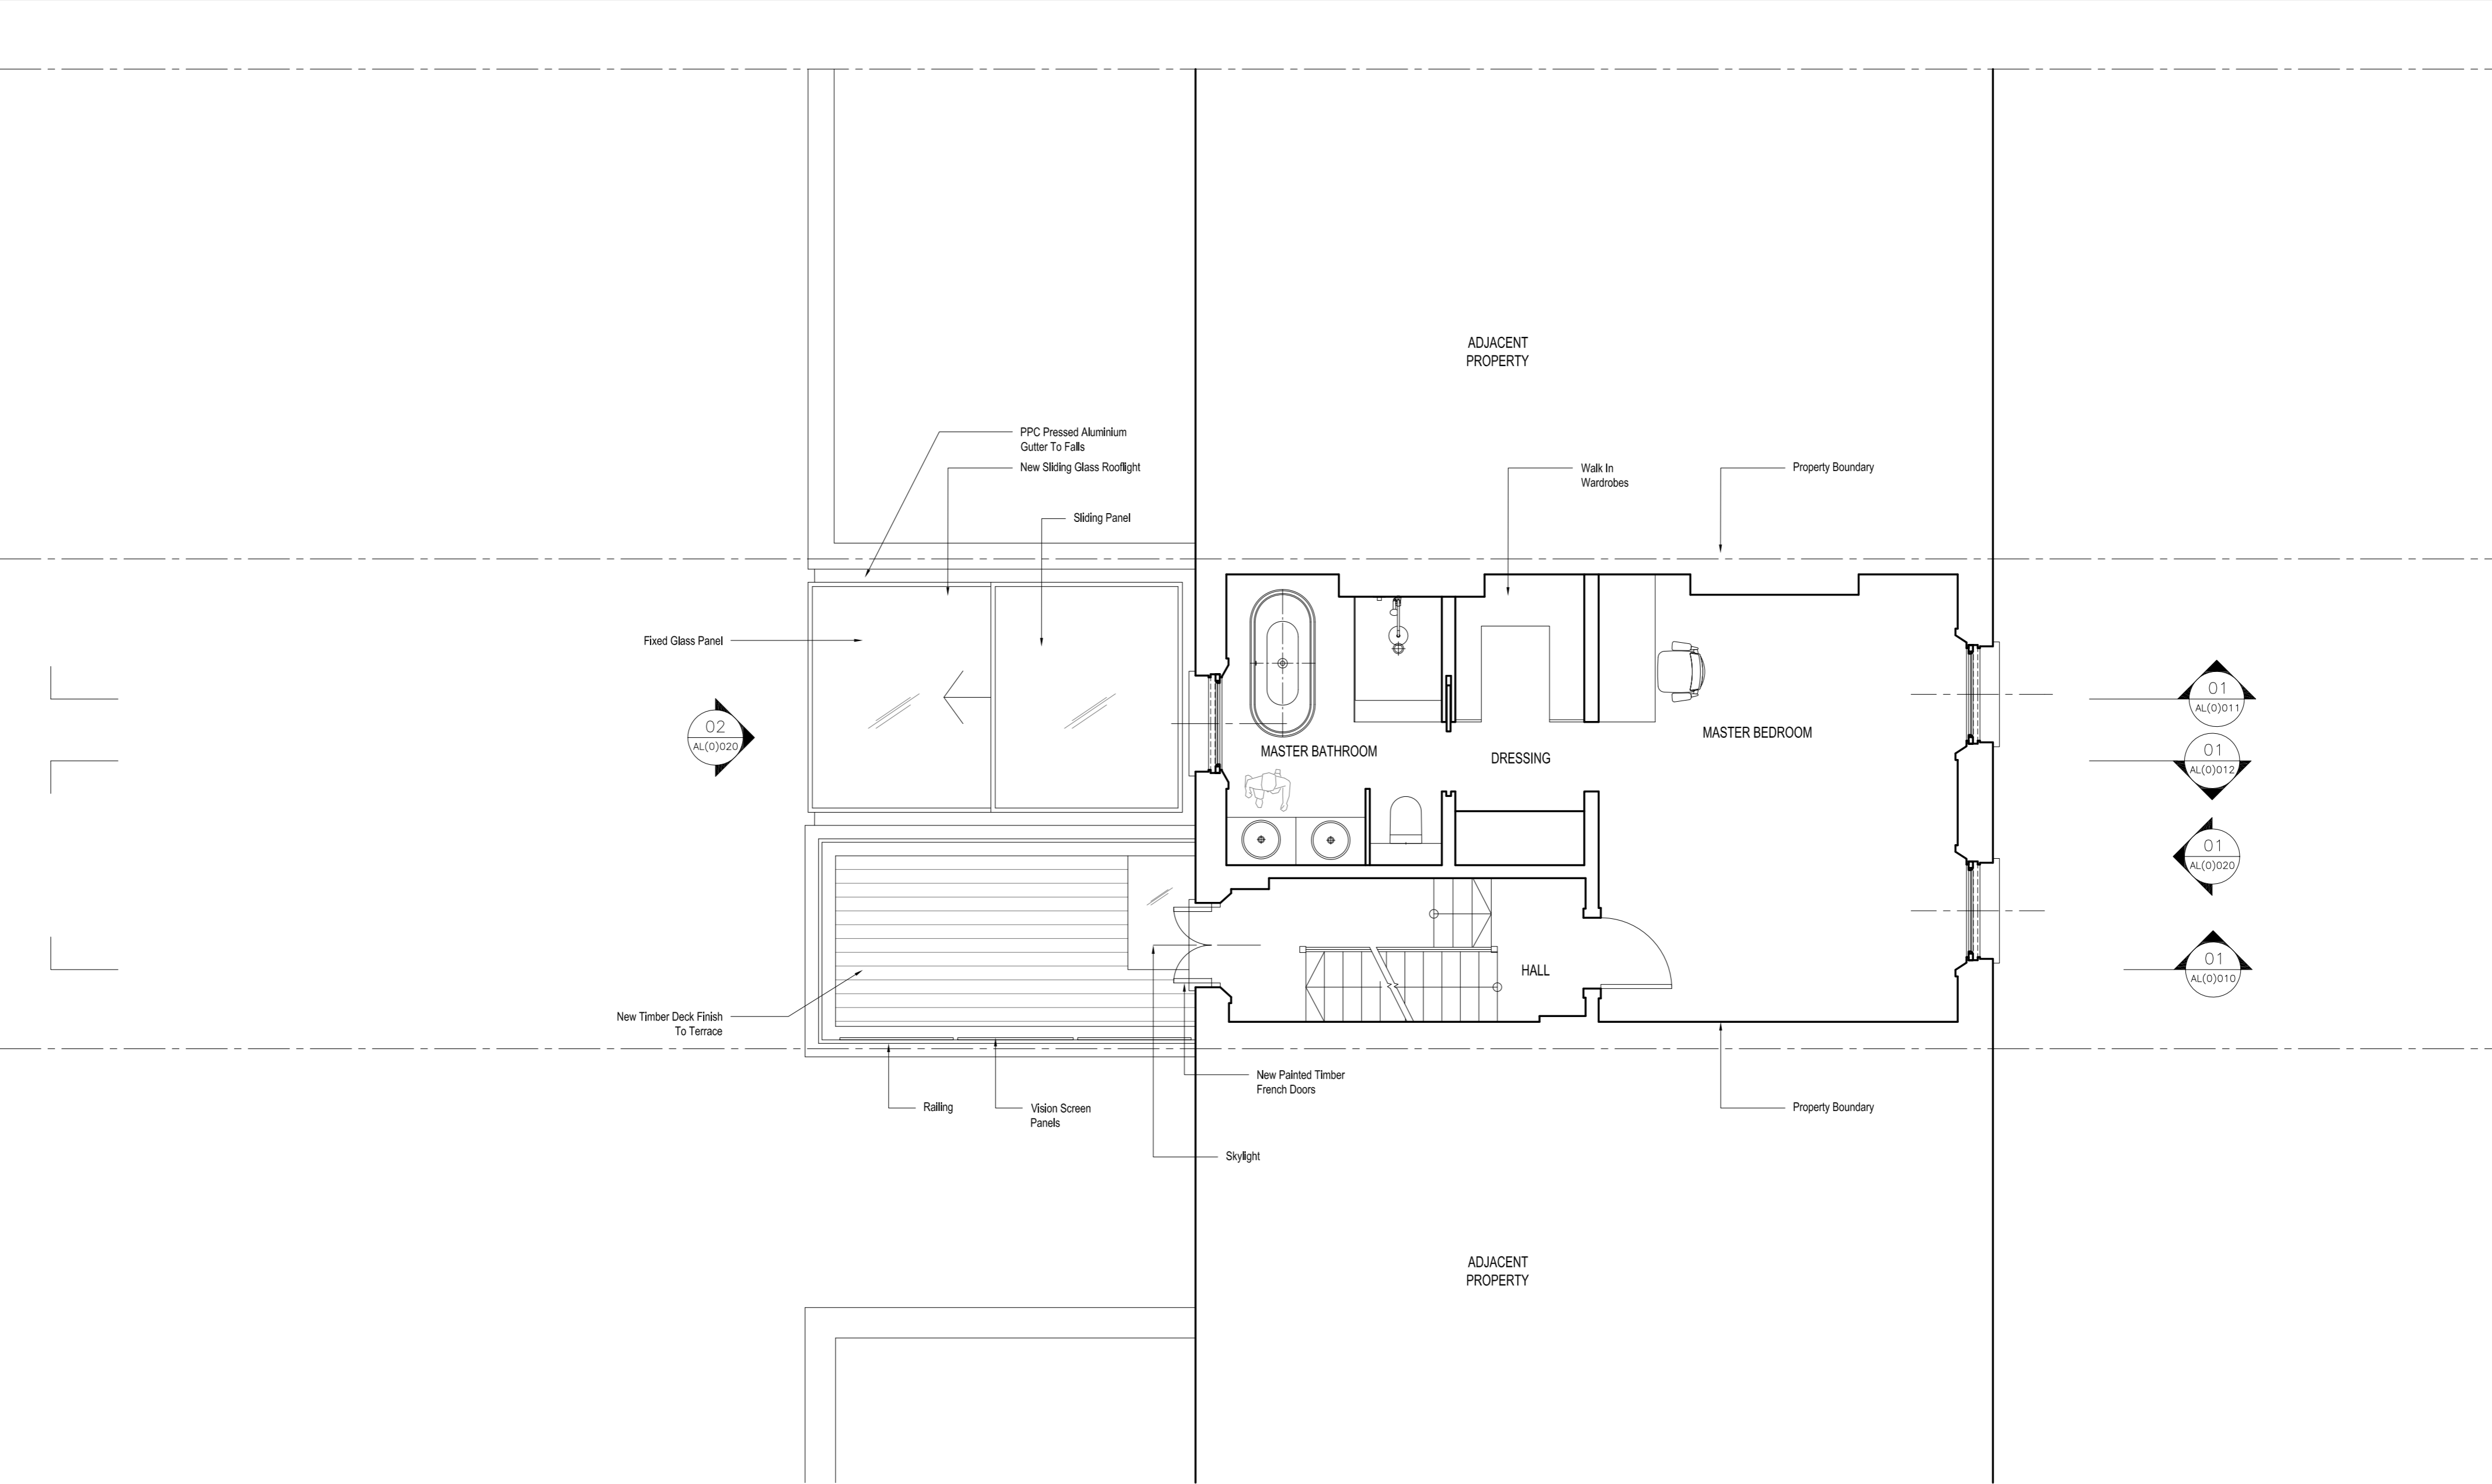 ADJACENT
PROPERTY
PPC Pressed Aluminium
Gutter To Falls
New Sliding Glass Rooflight
Walk In
Wardrobes
Property Boundary
Sliding Panel
Fixed Glass Panel
01
AL(0)011
02
AL(0)020
MASTER BATHROOM
DRESSING
MASTER BEDROOM
01
AL(0)012
01
AL(0)020
HALL
01
AL(0)010
New Timber Deck Finish
To Terrace
New Painted Timber
French Doors
Railing
Vision Screen
Panels
Property Boundary
Skylight
ADJACENT
PROPERTY